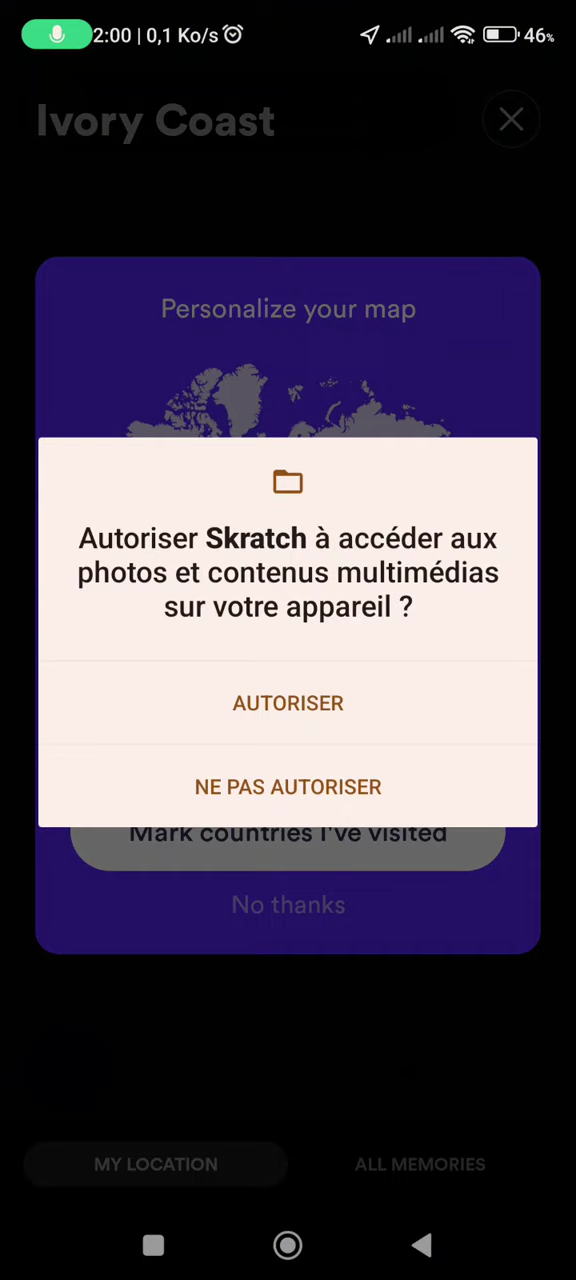 2:00 | 0,1 Ko/s
46%
Ivory Coast
Personalize your map
Autoriser Skratch à accéder aux
photos et contenus multimédias
sur votre appareil ?
AUTORISER
NE PAS AUTORISER
Mark countries I've visited
No thanks
MY LOCATION
ALL MEMORIES